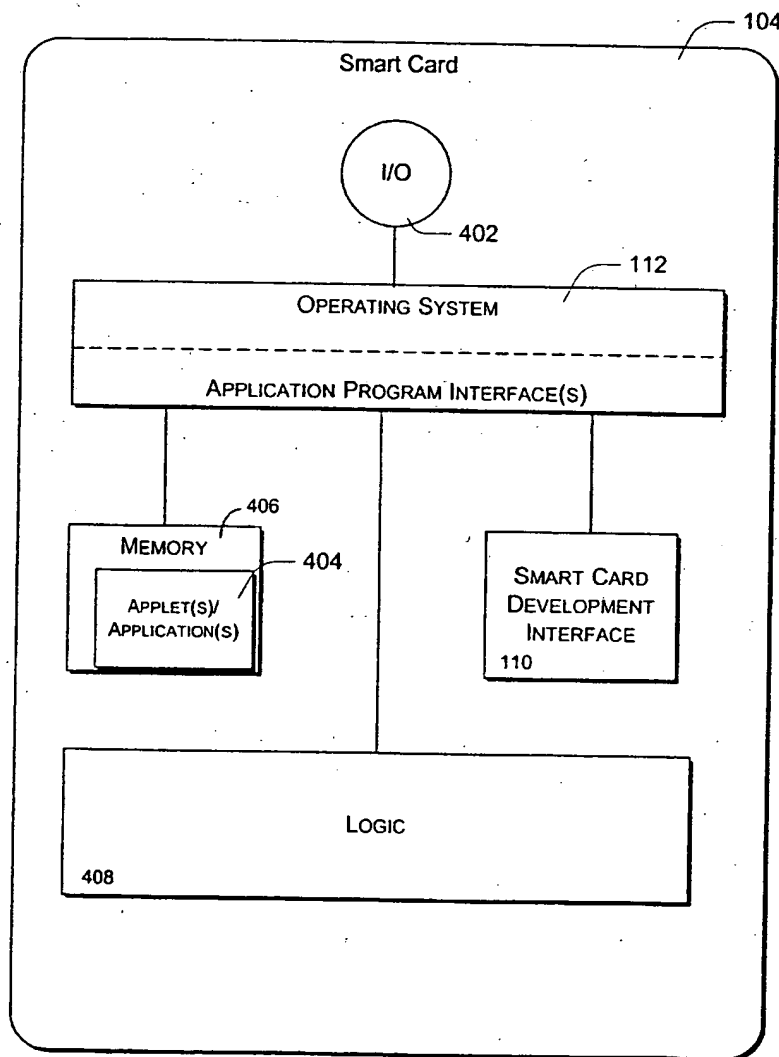 104
Smart Card
I/O
402
112
OPERATING SYSTEM
APPLICATION PROGRAM INTERFACE(S)
406
MEMORY
404
APPLET(S)/
APPLICATION(S)
SMART CARD
DEVELOPMENT
INTERFACE
110
LOGIC
408